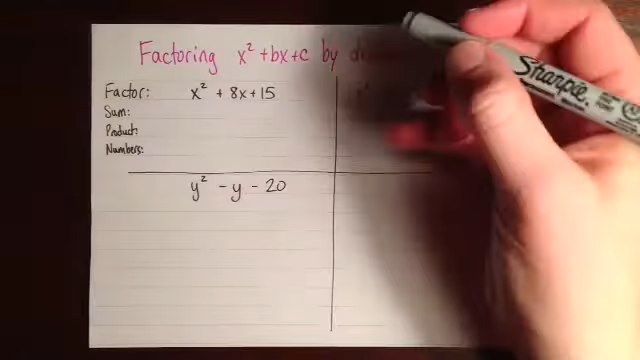 Factoring x² + bx + c by
Factor: x² + 8x + 15
Sum:
Product:
Numbers:
y² - y - 20
Sharpie